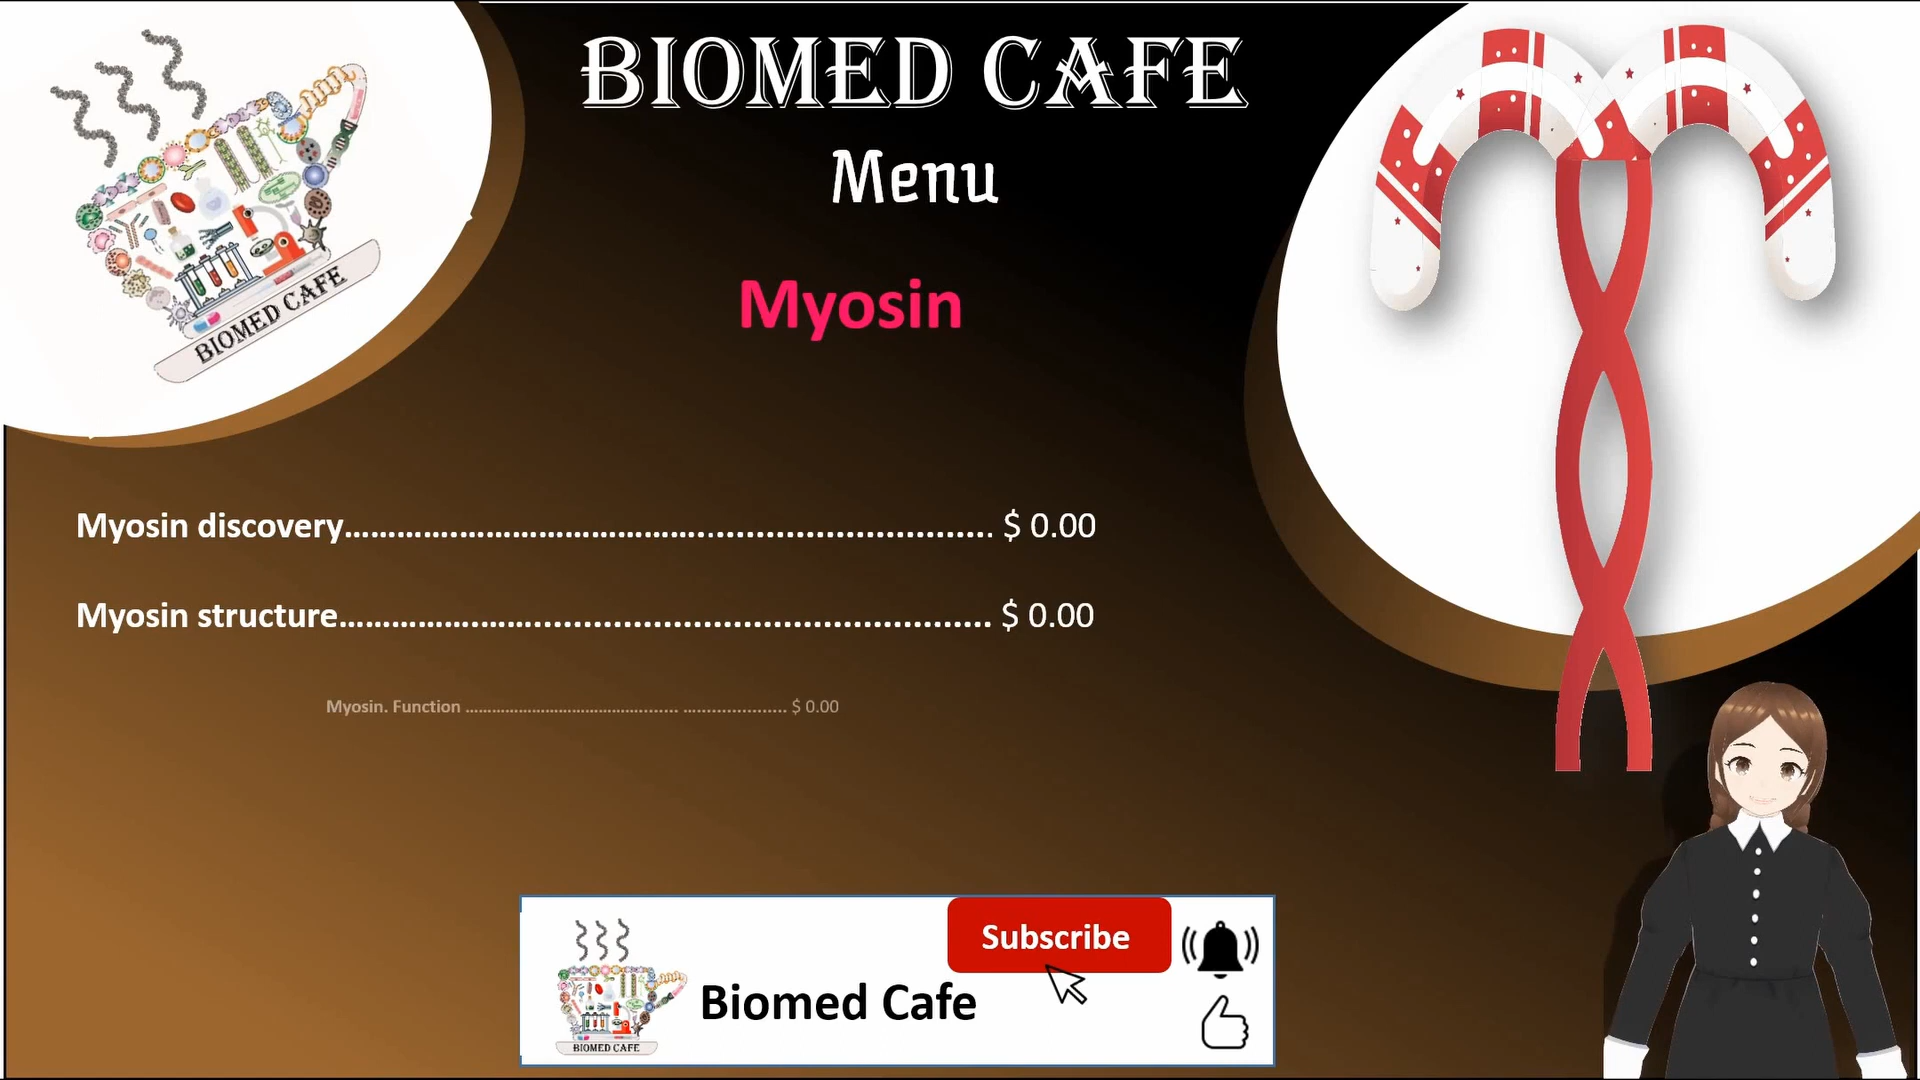 BIOMED CAFE
Menu
BIOMED CAFE
Myosin
Myosin discovery........................................................................ $ 0.00
Myosin structure........................................................................ $ 0.00
Myosin. Function ............................................. ...................... $ 0.00
Subscribe
Biomed Cafe
BIOMED CAFE